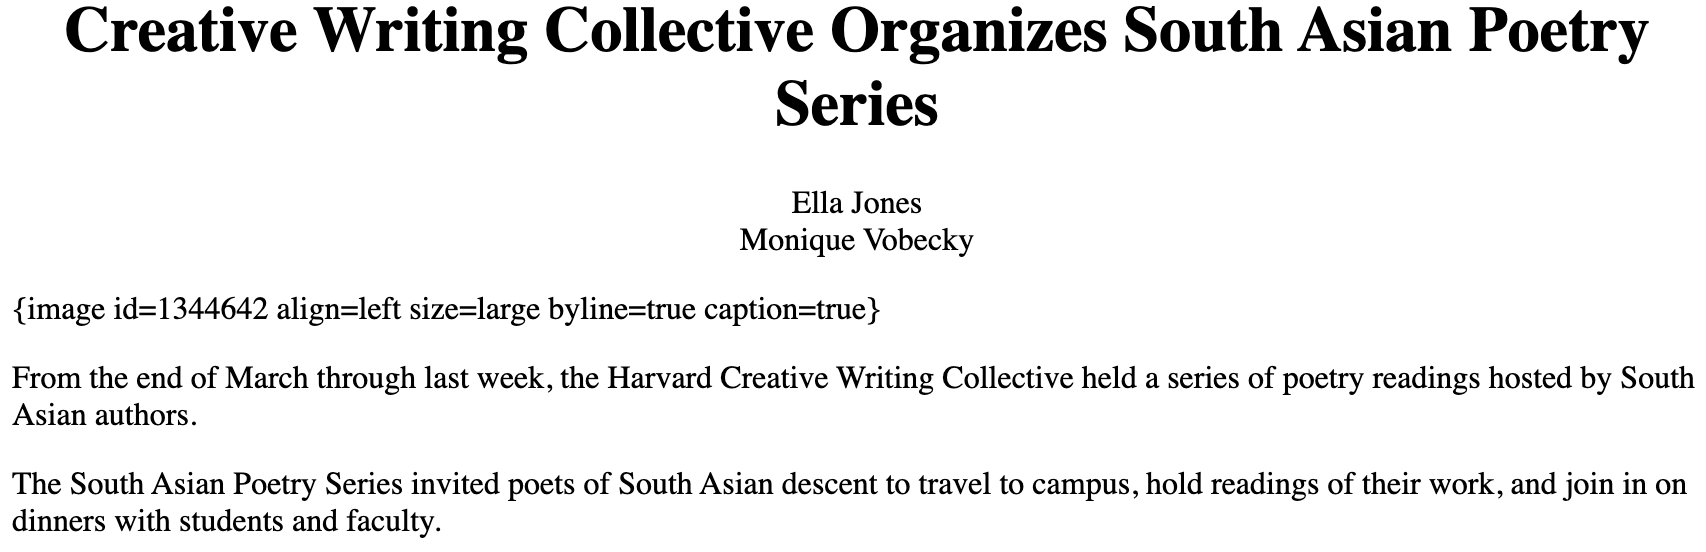 Creative Writing Collective Organizes South Asian Poetry
Series
Ella Jones
Monique Vobecky
{image id=1344642 align=left size=large byline=true caption=true}
From the end of March through last week, the Harvard Creative Writing Collective held a series of poetry readings hosted by South
Asian authors.
The South Asian Poetry Series invited poets of South Asian descent to travel to campus, hold readings of their work, and join in on
dinners with students and faculty.